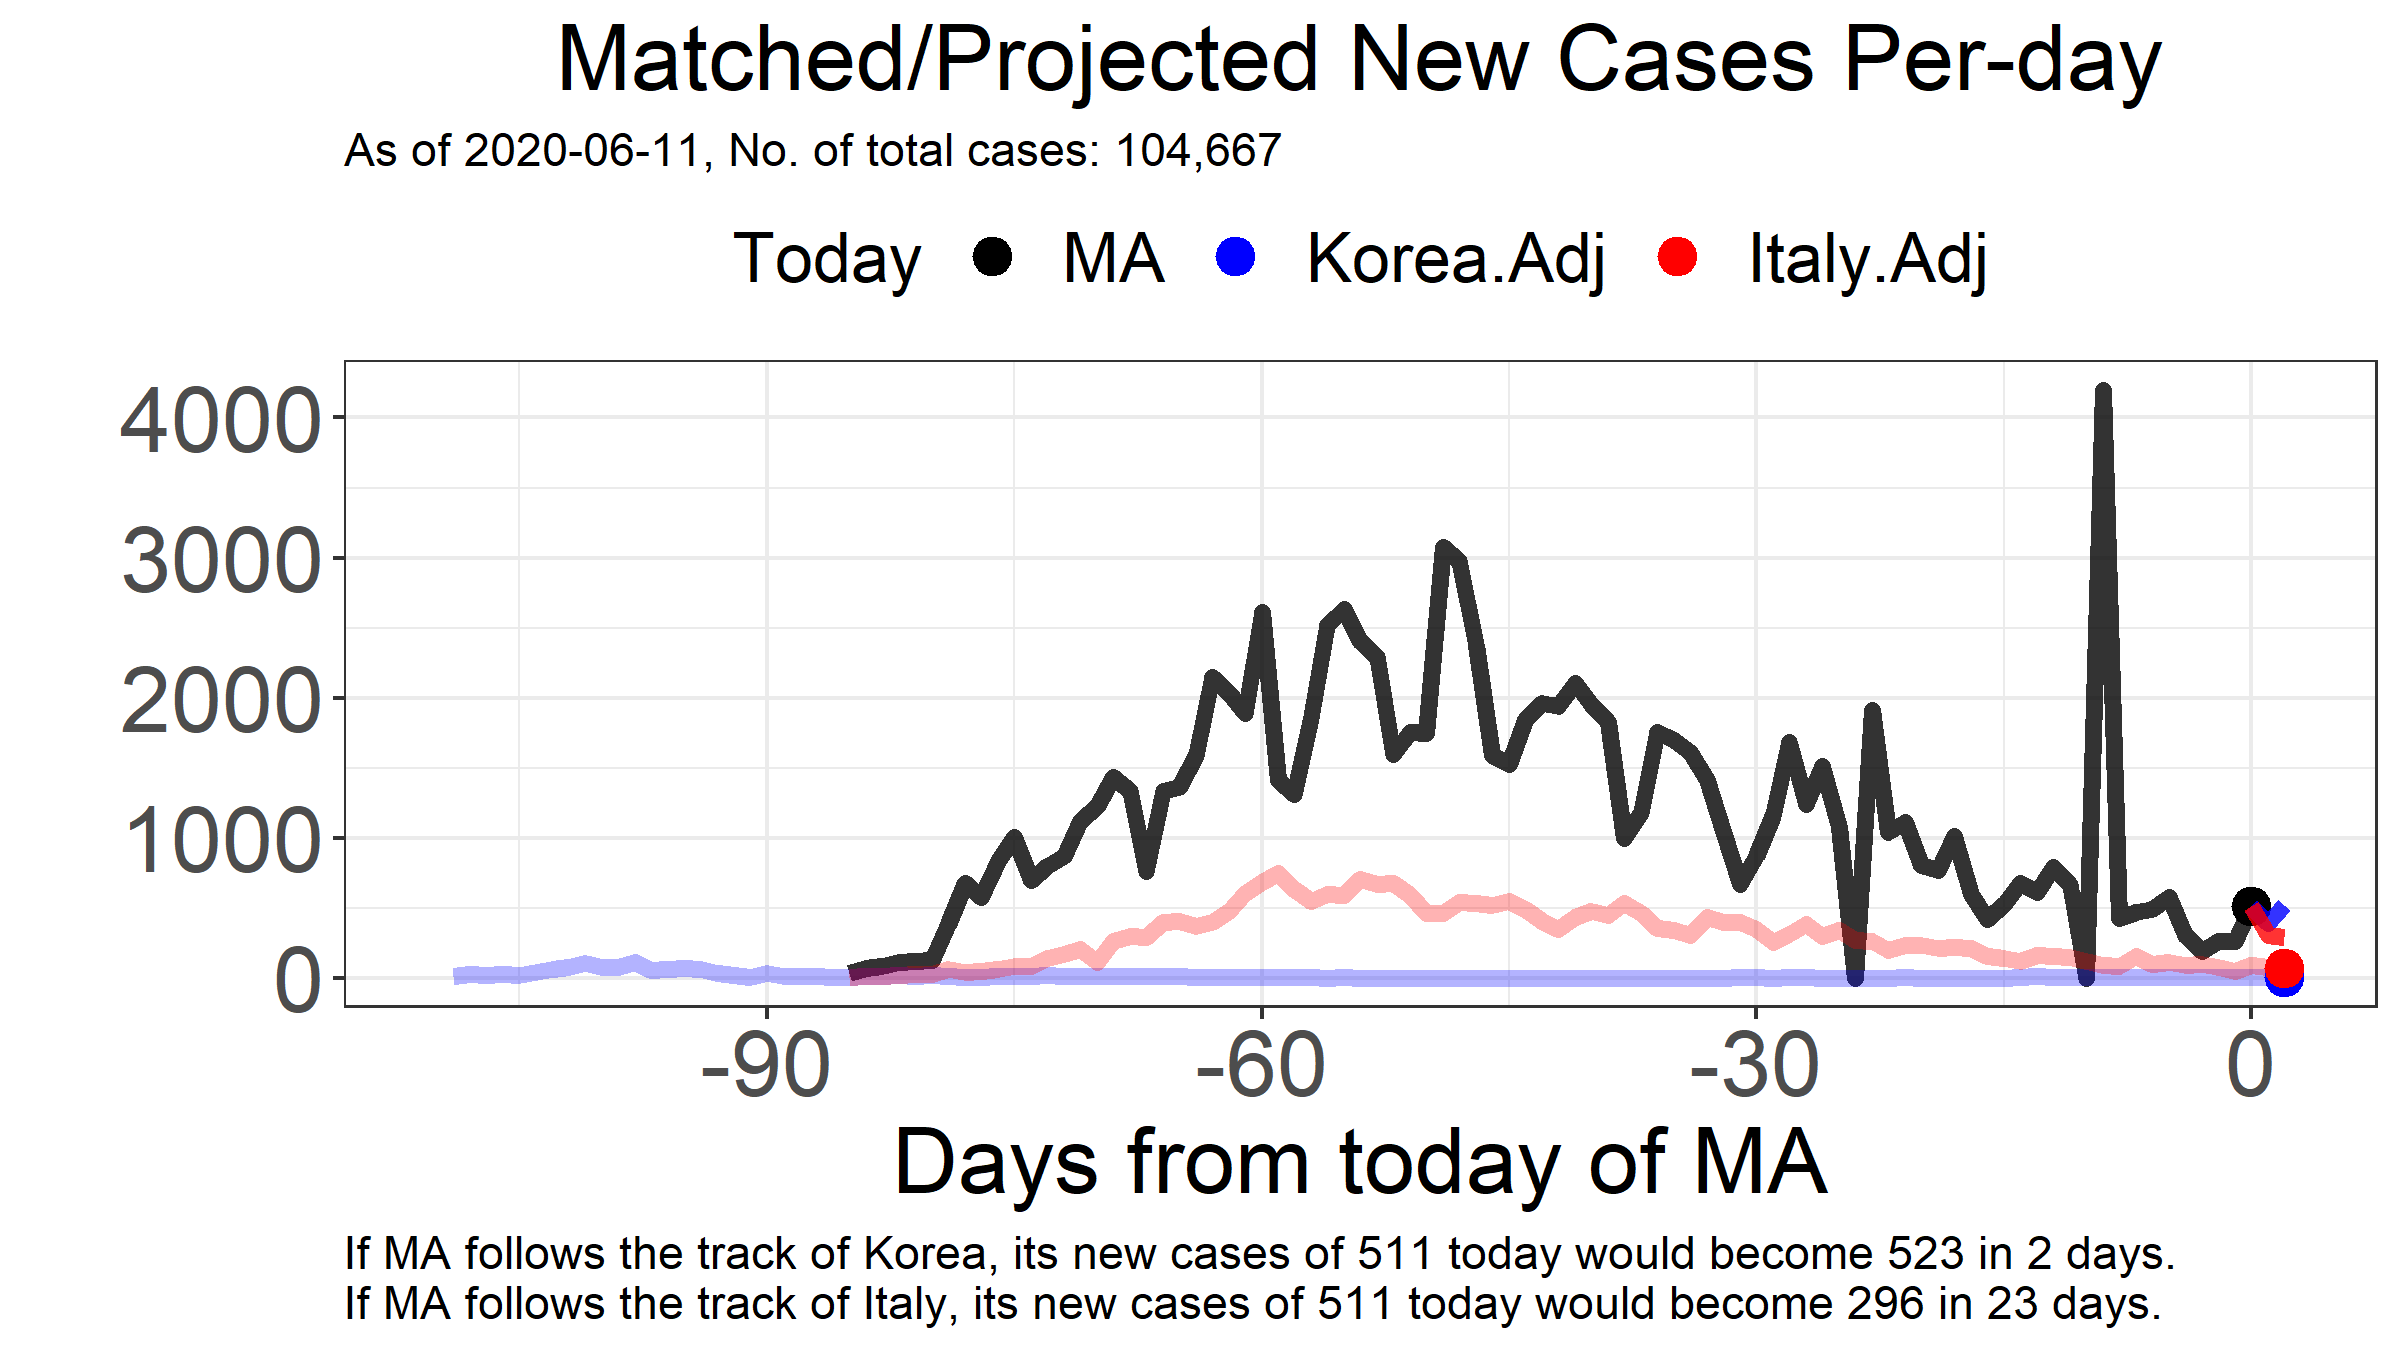 Matched/Projected New Cases Per-day
As of 2020-06-11, No. of total cases: 104,667
Today MA Korea.Adj Italy.Adj
4000
3000
2000
1000
0
-90 -60 -30 0
Days from today of MA
If MA follows the track of Korea, its new cases of 511 today would become 523 in 2 days.
If MA follows the track of Italy, its new cases of 511 today would become 296 in 23 days.